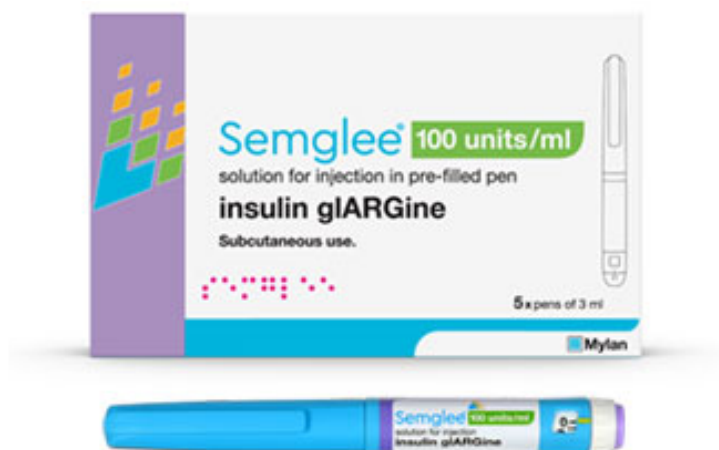 Semglee® 100 units/ml
solution for injection in pre-filled pen
insulin glARGine
Subcutaneous use.
5 x pens of 3 ml
Mylan
Semglee 100 units/ml
solution for injection
insulin glARGine
0